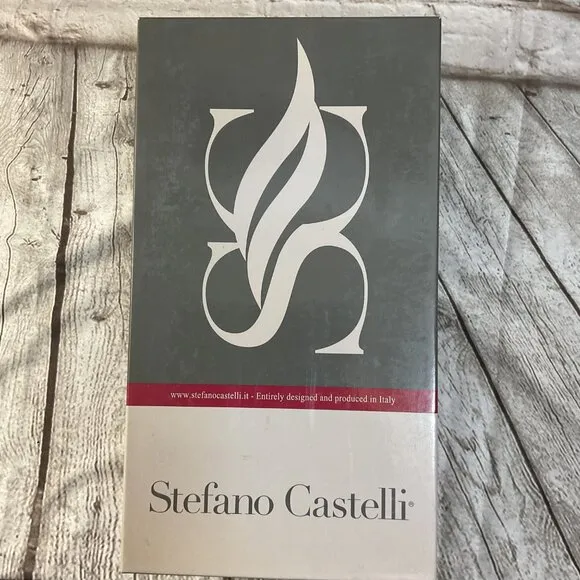 www.stefanocastelli.it - Entirely designed and produced in Italy
Stefano Castelli®